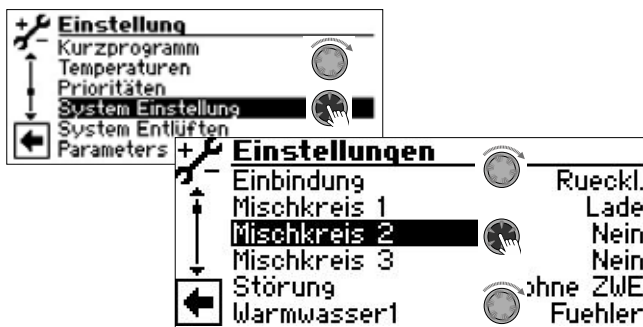 Einstellung
Kurzprogramm
Temperaturen
Prioritäten
System Einstellung
System Entlüften
Parameters
Einstellungen
Einbindung Rueckl.
Mischkreis 1 Lade
Mischkreis 2 Nein
Mischkreis 3 Nein
Störung ohne ZWE
Warmwasser1 Fuehler